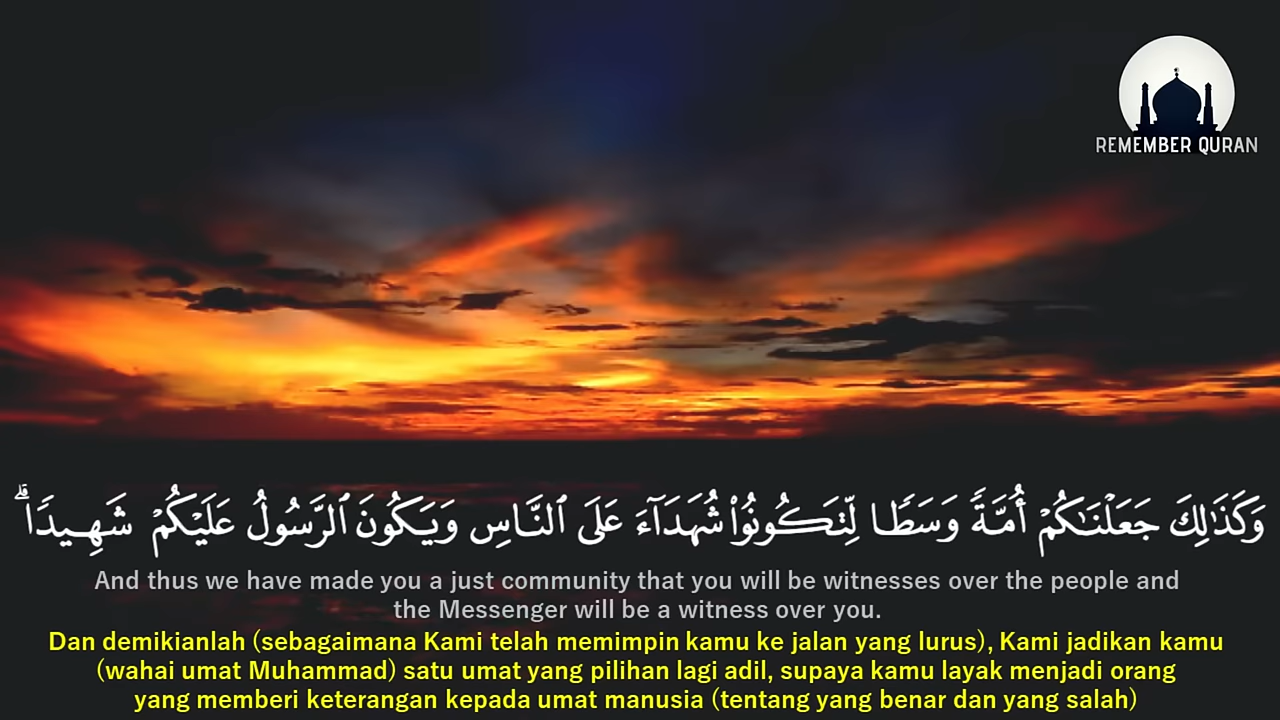 REMEMBER QURAN
وَكَذَٰلِكَ جَعَلْنَٰكُمْ أُمَّةً وَسَطًا لِّتَكُونُوا۟ شُهَدَآءَ عَلَى ٱلنَّاسِ وَيَكُونَ ٱلرَّسُولُ عَلَيْكُمْ شَهِيدًا ۗ
And thus we have made you a just community that you will be witnesses over the people and
the Messenger will be a witness over you.
Dan demikianlah (sebagaimana Kami telah memimpin kamu ke jalan yang lurus), Kami jadikan kamu
(wahai umat Muhammad) satu umat yang pilihan lagi adil, supaya kamu layak menjadi orang
yang memberi keterangan kepada umat manusia (tentang yang benar dan yang salah)